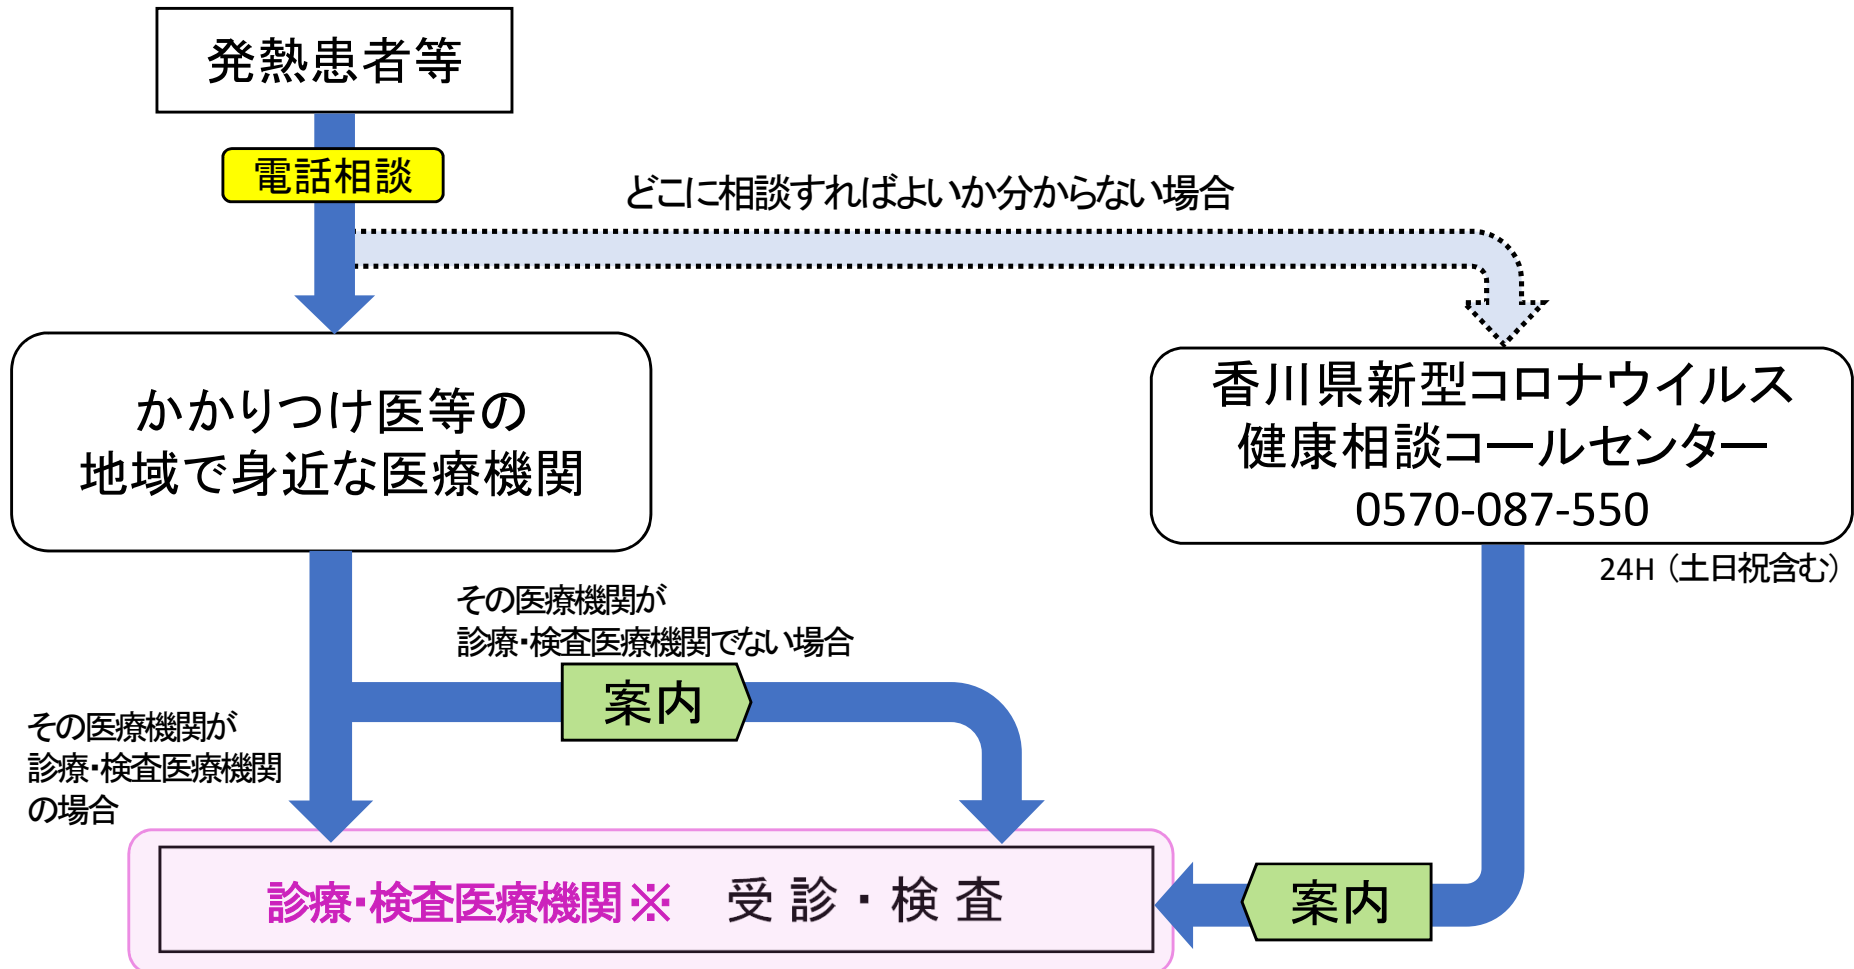 発熱患者等
電話相談
どこに相談すればよいか分からない場合
かかりつけ医等の
地域で身近な医療機関
香川県新型コロナウイルス
健康相談コールセンター
0570-087-550
24H（土日祝含む）
その医療機関が
診療・検査医療機関でない場合
案内
その医療機関が
診療・検査医療機関
の場合
診療・検査医療機関※　受診・検査
案内